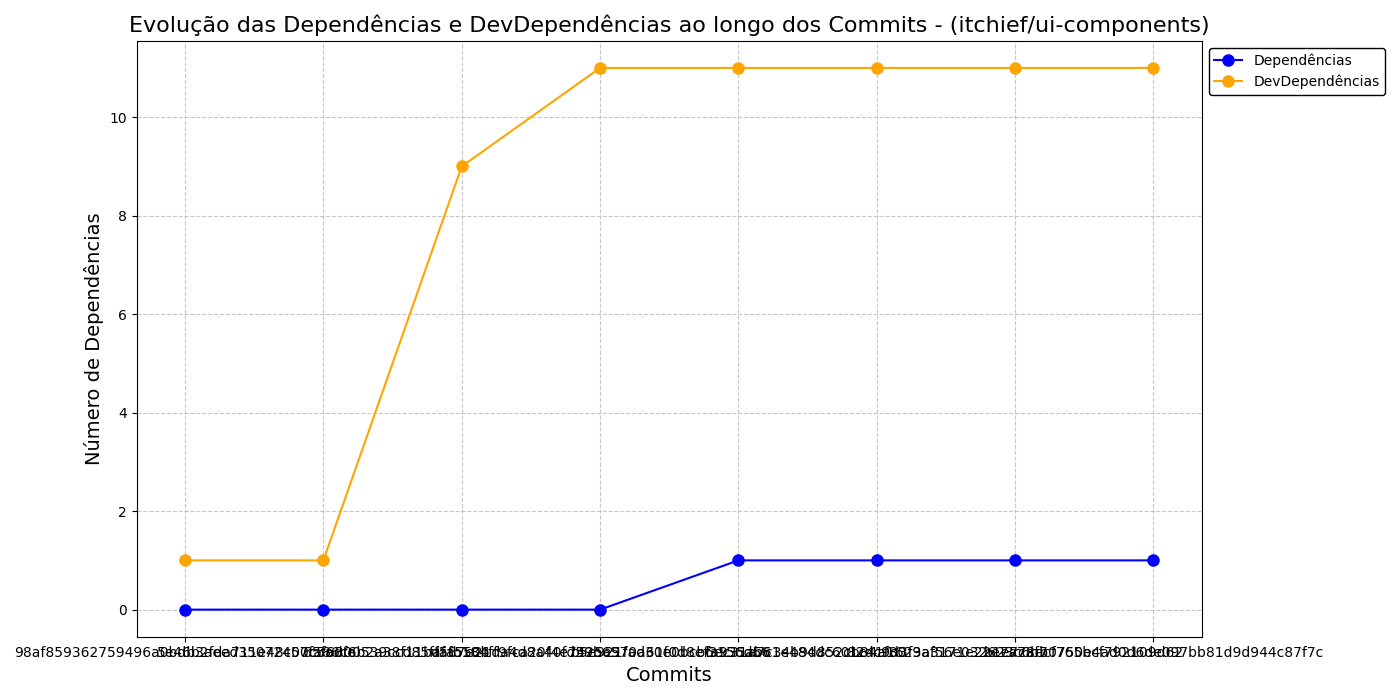 Evolução das Dependências e DevDependências ao longo dos Commits - (itchief/ui-components)
Dependências
DevDependências
Número de Dependências
10
8
6
4
2
0
Commits